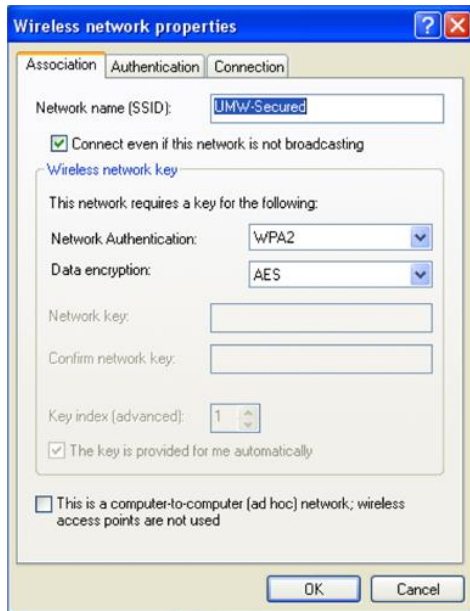 Wireless network properties
Association
Authentication
Connection
Network name (SSID):
UMW-Secured
Connect even if this network is not broadcasting
Wireless network key
This network requires a key for the following:
Network Authentication:
WPA2
Data encryption:
AES
Network key:
Confirm network key:
Key index (advanced):
1
The key is provided for me automatically
This is a computer-to-computer (ad hoc) network; wireless
access points are not used
OK
Cancel